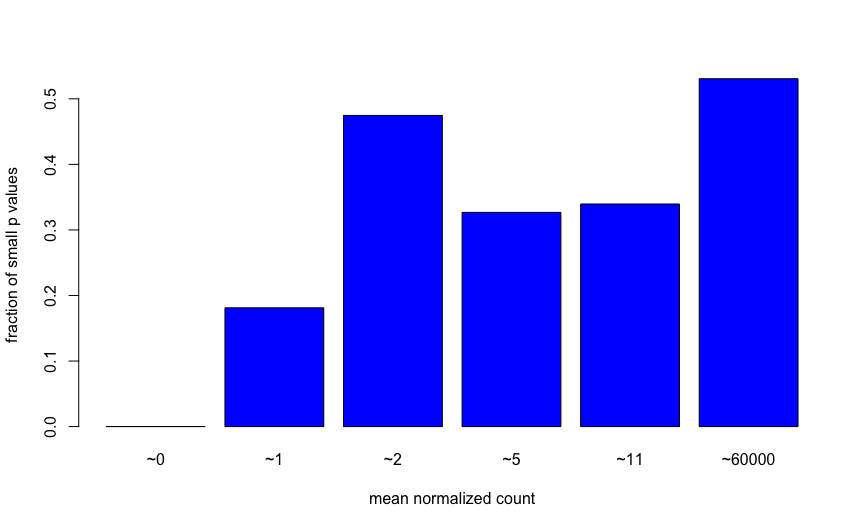 fraction of small p values
0.5
0.4
0.3
0.2
0.1
0.0
~0 ~1 ~2 ~5 ~11 ~60000
mean normalized count